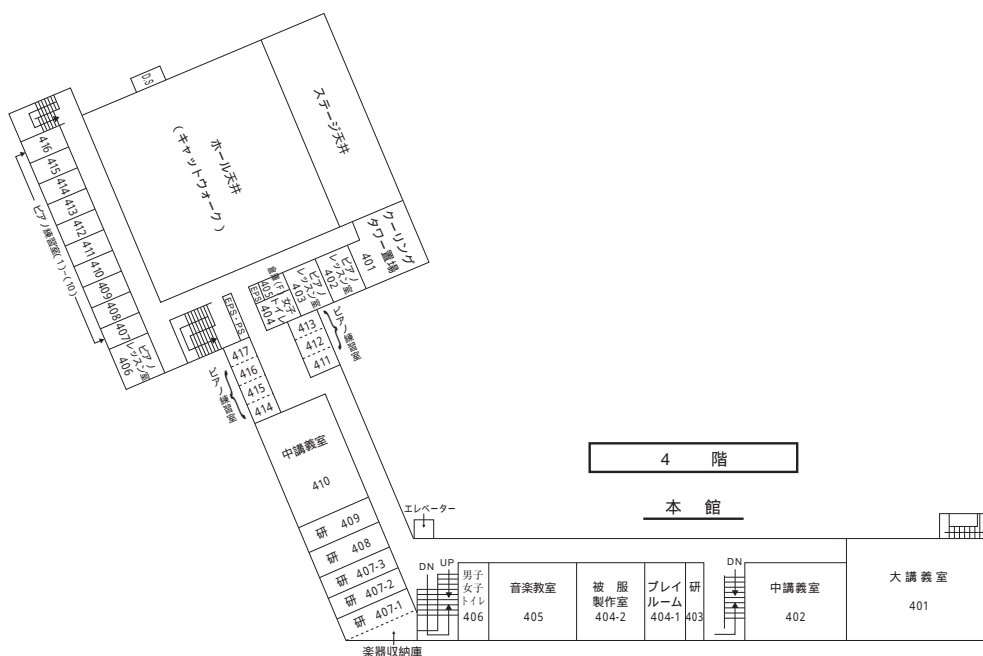 DS
ステージ天井
ホール天井
(キャットウォーク)
クーリング
タワー置場
401
416
415
414
413
412
411
410
409
408
407
ピアノ練習室(1)~(10)
ピアノ
レッスン室
406
ピアノ
レッスン室
402
ピアノ
レッスン室
403
倉庫(F)
405
EPS
女子
トイレ
404
EPS・PS
413
412
411
ピアノ練習室
417
416
415
414
ピアノ練習室
中講義室
410
研 409
研 408
研 407-3
研 407-2
研 407-1
楽器収納庫
4 階
本 館
エレベーター
DN UP
男子
女子
トイレ
406
音楽教室
405
被 服
製作室
404-2
プレイ
ルーム
404-1
研
403
DN
中講義室
402
大講義室
401